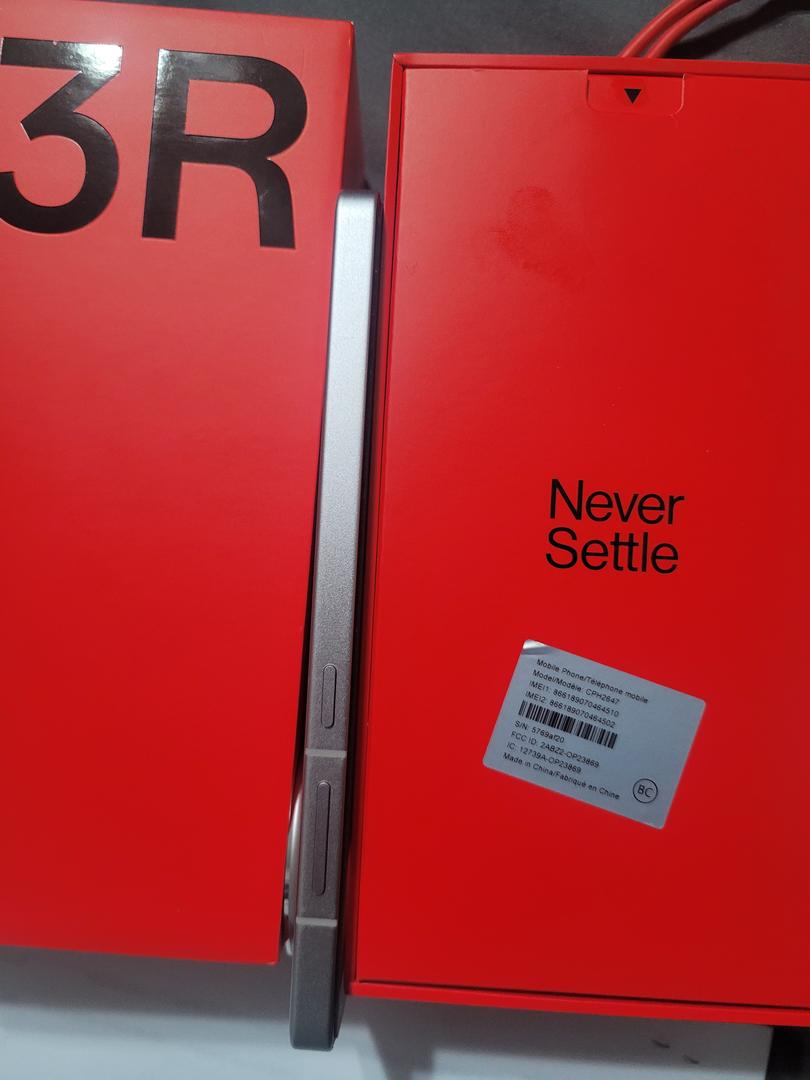 3R
Never
Settle
Mobile Phone/Téléphone mobile
Model/Modèle: CPH2647
IMEI1: 866189070464510
IMEI2: 866189070464502
S/N: 5769af20
FCC ID: 2ABZ2-OP23869
IC: 12739A-OP23869
Made in China/Fabriqué en Chine
BC